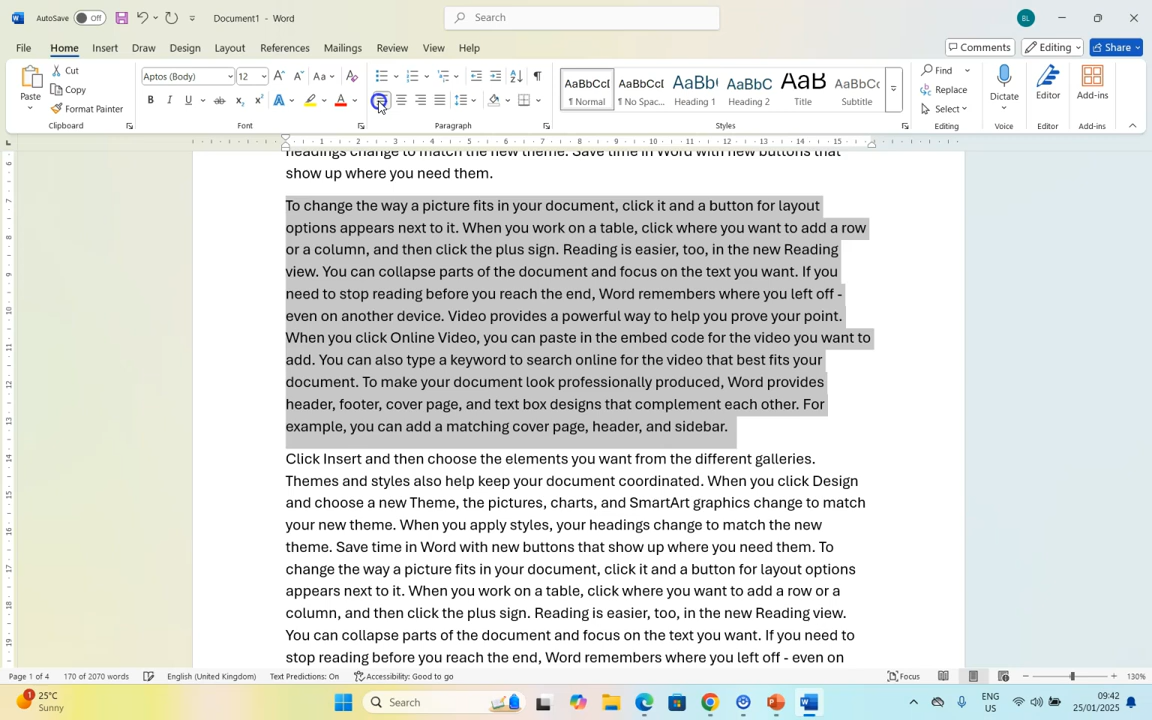 AutoSave Off Document1 - Word Search BL
File Home Insert Draw Design Layout References Mailings Review View Help Comments Editing Share
Paste Cut Copy Format Painter Clipboard
Aptos (Body) 12 Aa A B I U ab x₂ x² A A Font
Paragraph
AaBbCcI ¶ Normal AaBbCcI ¶ No Spac... AaBb( Heading 1 AaBbC Heading 2 AaB Title AaBbCc Subtitle Styles
Find Replace Select Editing
Dictate Voice Editor Editor Add-ins Add-ins
1 2 3 4 5 6 7 8 9 10 11 12 13 14 15
headings change to match the new theme. Save time in Word with new buttons that
show up where you need them.
To change the way a picture fits in your document, click it and a button for layout
options appears next to it. When you work on a table, click where you want to add a row
or a column, and then click the plus sign. Reading is easier, too, in the new Reading
view. You can collapse parts of the document and focus on the text you want. If you
need to stop reading before you reach the end, Word remembers where you left off -
even on another device. Video provides a powerful way to help you prove your point.
When you click Online Video, you can paste in the embed code for the video you want to
add. You can also type a keyword to search online for the video that best fits your
document. To make your document look professionally produced, Word provides
header, footer, cover page, and text box designs that complement each other. For
example, you can add a matching cover page, header, and sidebar.
Click Insert and then choose the elements you want from the different galleries.
Themes and styles also help keep your document coordinated. When you click Design
and choose a new Theme, the pictures, charts, and SmartArt graphics change to match
your new theme. When you apply styles, your headings change to match the new
theme. Save time in Word with new buttons that show up where you need them. To
change the way a picture fits in your document, click it and a button for layout options
appears next to it. When you work on a table, click where you want to add a row or a
column, and then click the plus sign. Reading is easier, too, in the new Reading view.
You can collapse parts of the document and focus on the text you want. If you need to
stop reading before you reach the end, Word remembers where you left off - even on
Page 1 of 4 170 of 2070 words English (United Kingdom) Text Predictions: On Accessibility: Good to go Focus 130%
25°C Sunny Search ENG US 09:42 25/01/2025